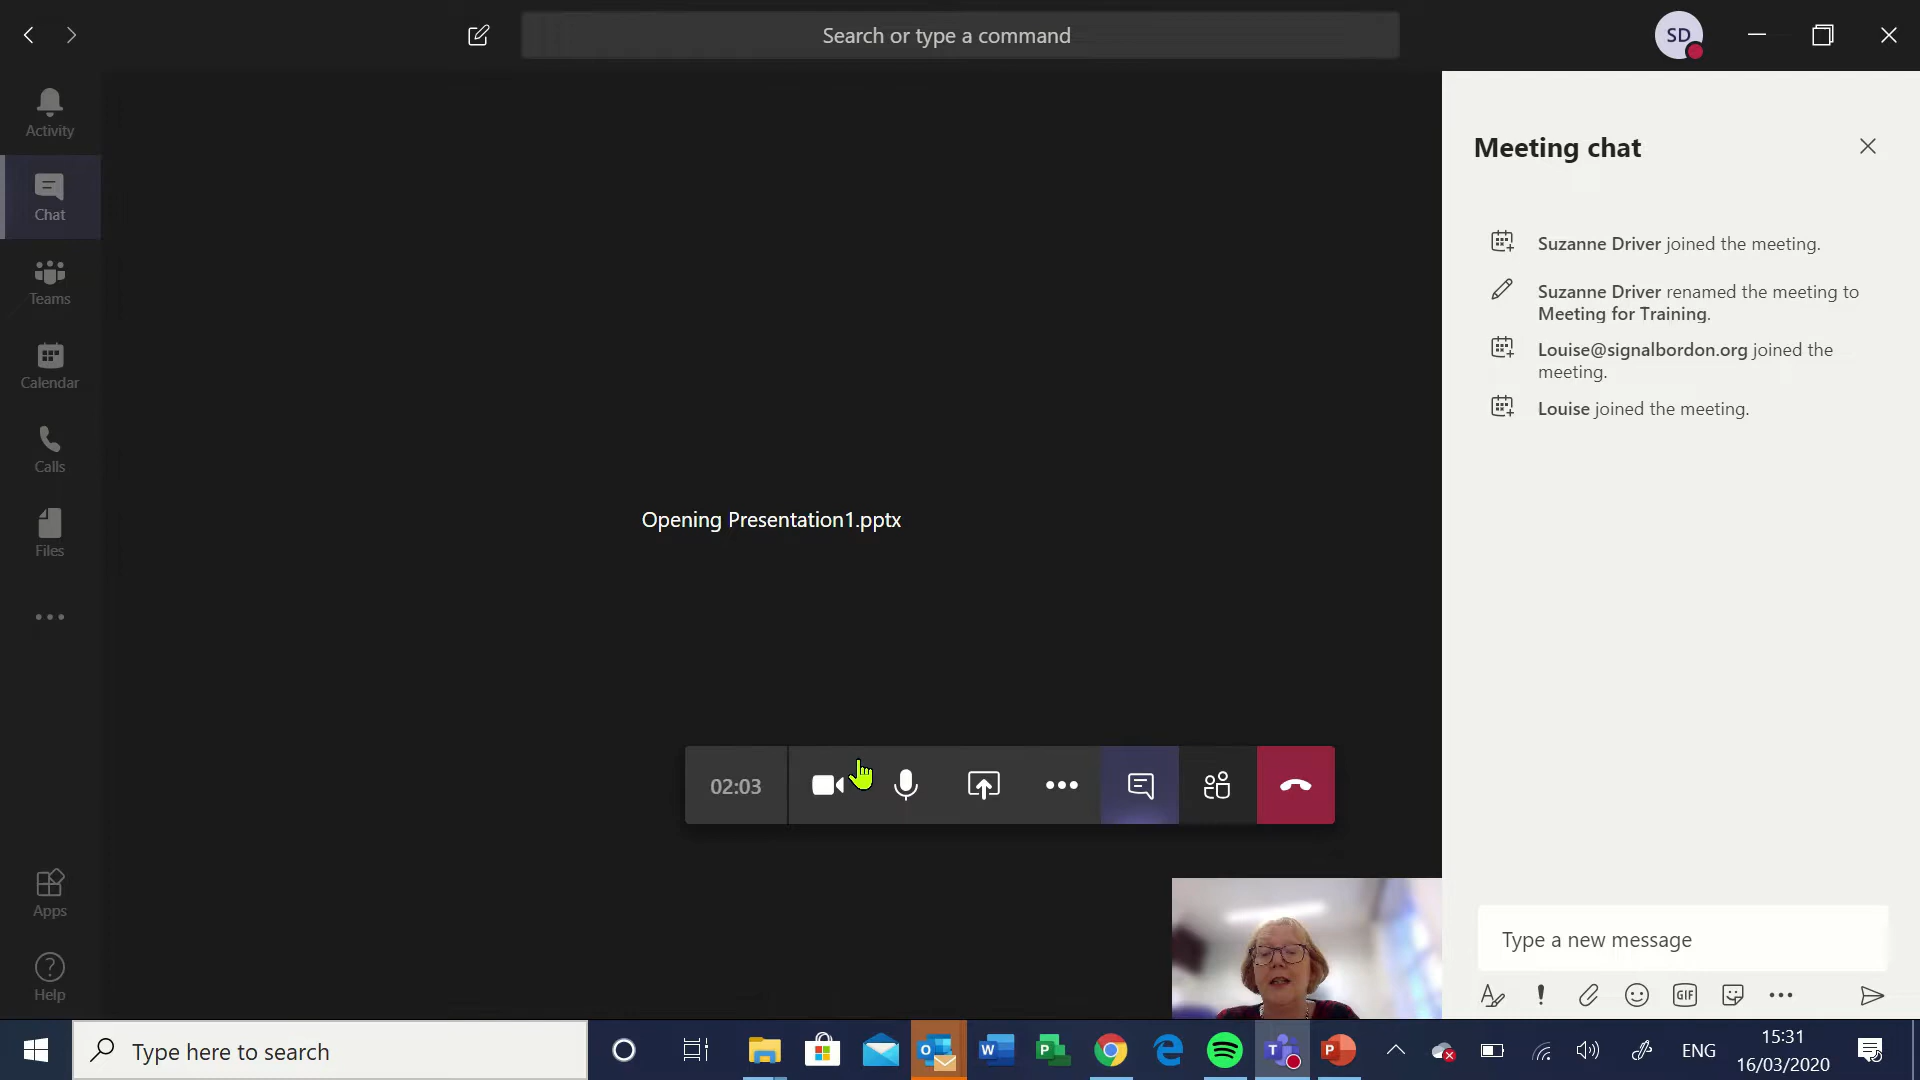 Search or type a command
SD
Activity
Chat
Teams
Calendar
Calls
Files
Apps
Help
Opening Presentation1.pptx
02:03
Meeting chat
Suzanne Driver joined the meeting.
Suzanne Driver renamed the meeting to
Meeting for Training.
Louise@signalbordon.org joined the
meeting.
Louise joined the meeting.
Type a new message
GIF
Type here to search
ENG
15:31
16/03/2020